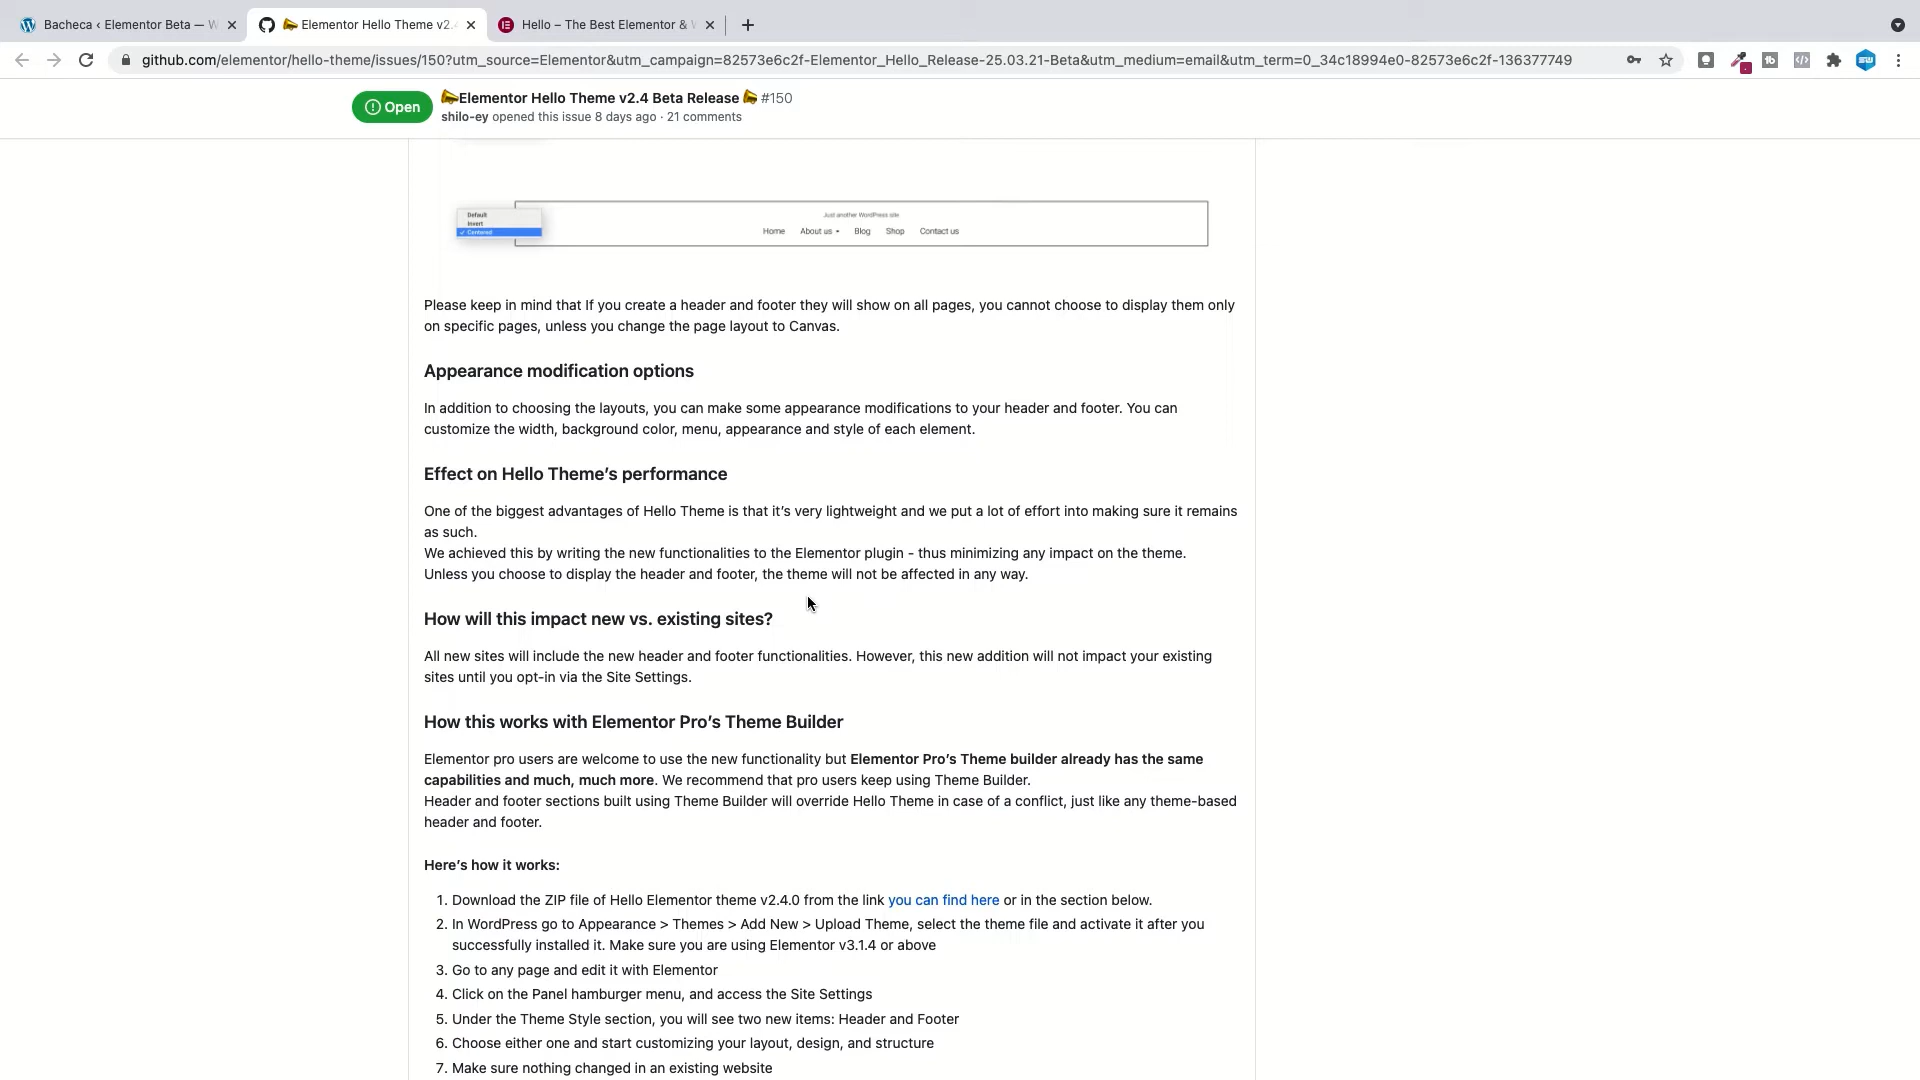 Bacheca ‹ Elementor Beta — W
Elementor Hello Theme v2.4
Hello – The Best Elementor & W
github.com/elementor/hello-theme/issues/150?utm_source=Elementor&utm_campaign=82573e6c2f-Elementor_Hello_Release-25.03.21-Beta&utm_medium=email&utm_term=0_34c18994e0-82573e6c2f-136377749
Open
Elementor Hello Theme v2.4 Beta Release #150
shilo-ey opened this issue 8 days ago · 21 comments
Default
Invert
✓ Centered
Just another WordPress site
Home About us Blog Shop Contact us
Please keep in mind that If you create a header and footer they will show on all pages, you cannot choose to display them only
on specific pages, unless you change the page layout to Canvas.
Appearance modification options
In addition to choosing the layouts, you can make some appearance modifications to your header and footer. You can
customize the width, background color, menu, appearance and style of each element.
Effect on Hello Theme’s performance
One of the biggest advantages of Hello Theme is that it’s very lightweight and we put a lot of effort into making sure it remains
as such.
We achieved this by writing the new functionalities to the Elementor plugin - thus minimizing any impact on the theme.
Unless you choose to display the header and footer, the theme will not be affected in any way.
How will this impact new vs. existing sites?
All new sites will include the new header and footer functionalities. However, this new addition will not impact your existing
sites until you opt-in via the Site Settings.
How this works with Elementor Pro’s Theme Builder
Elementor pro users are welcome to use the new functionality but Elementor Pro’s Theme builder already has the same
capabilities and much, much more. We recommend that pro users keep using Theme Builder.
Header and footer sections built using Theme Builder will override Hello Theme in case of a conflict, just like any theme-based
header and footer.
Here’s how it works:
1. Download the ZIP file of Hello Elementor theme v2.4.0 from the link you can find here or in the section below.
2. In WordPress go to Appearance > Themes > Add New > Upload Theme, select the theme file and activate it after you
successfully installed it. Make sure you are using Elementor v3.1.4 or above
3. Go to any page and edit it with Elementor
4. Click on the Panel hamburger menu, and access the Site Settings
5. Under the Theme Style section, you will see two new items: Header and Footer
6. Choose either one and start customizing your layout, design, and structure
7. Make sure nothing changed in an existing website